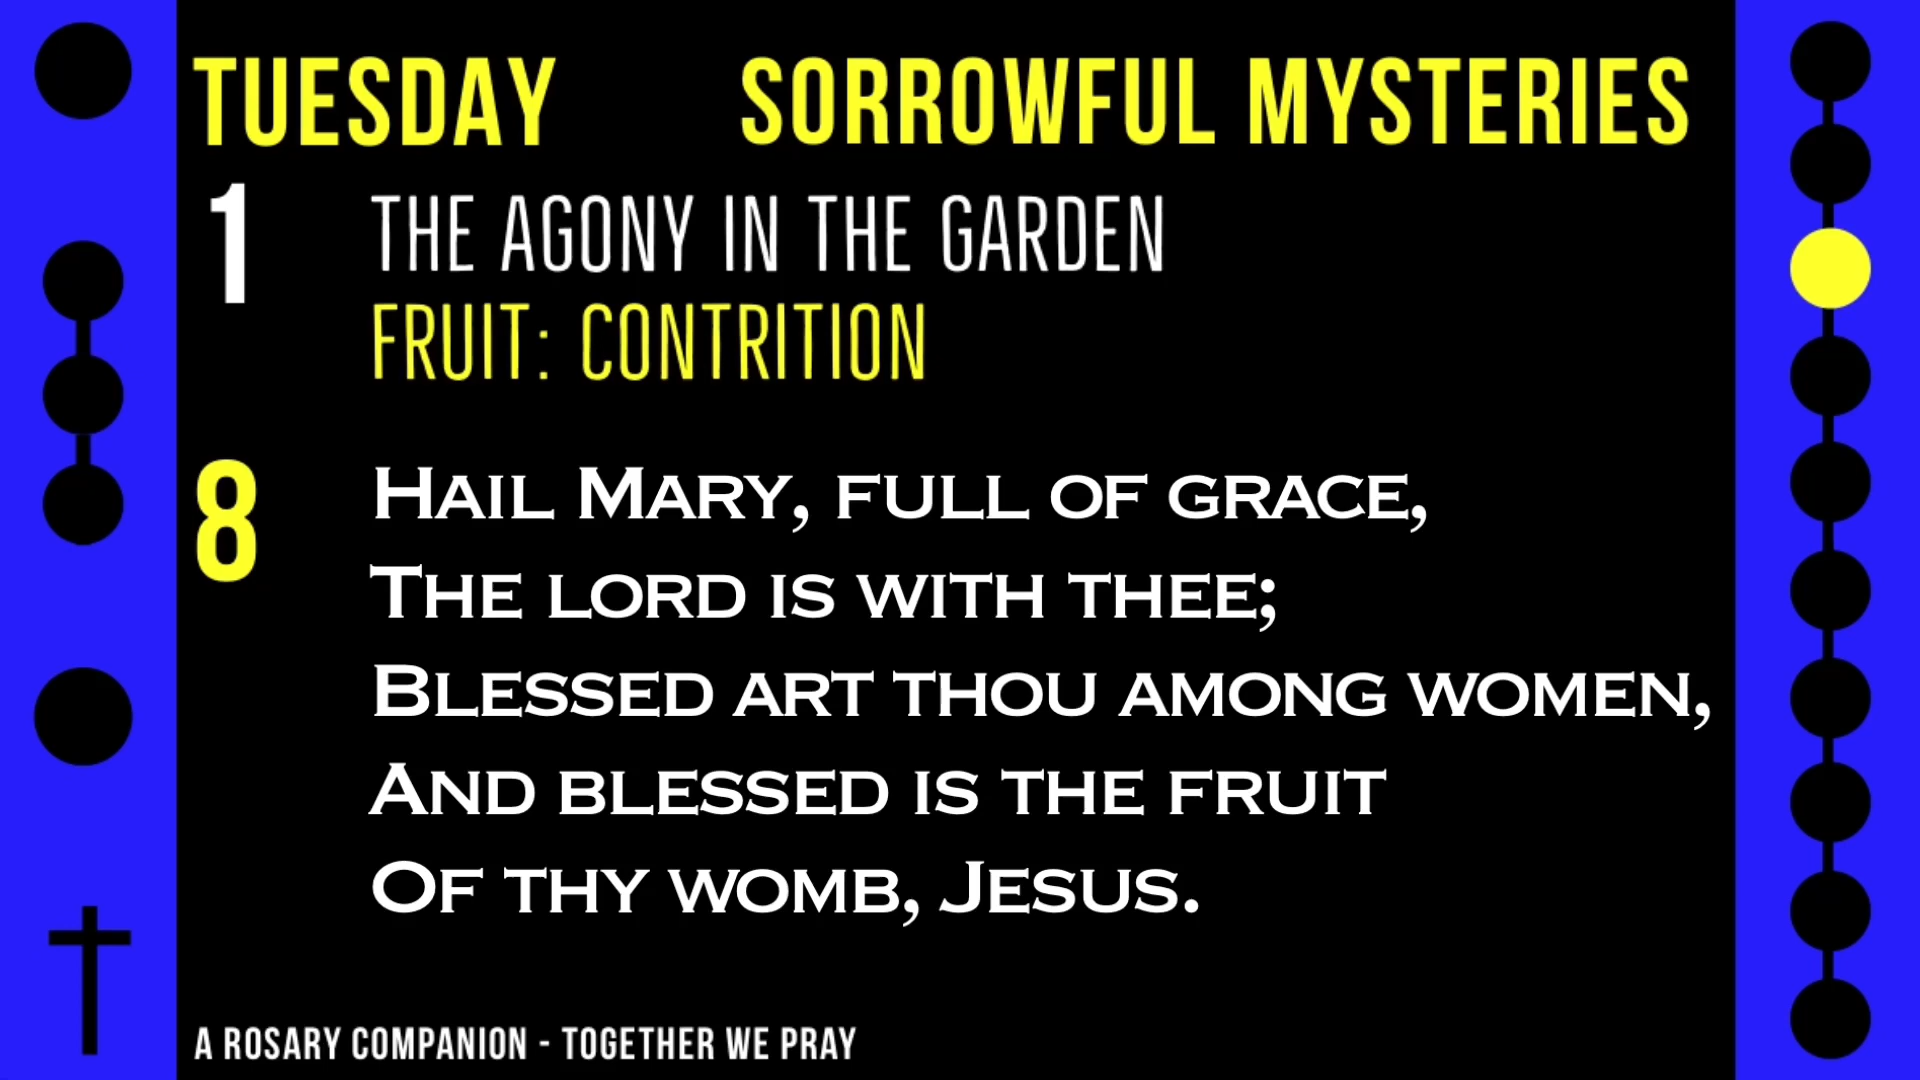 TUESDAY SORROWFUL MYSTERIES
1 THE AGONY IN THE GARDEN
FRUIT: CONTRITION
8 Hail Mary, full of grace,
The lord is with thee;
Blessed art thou among women,
And blessed is the fruit
Of thy womb, Jesus.
A ROSARY COMPANION - TOGETHER WE PRAY